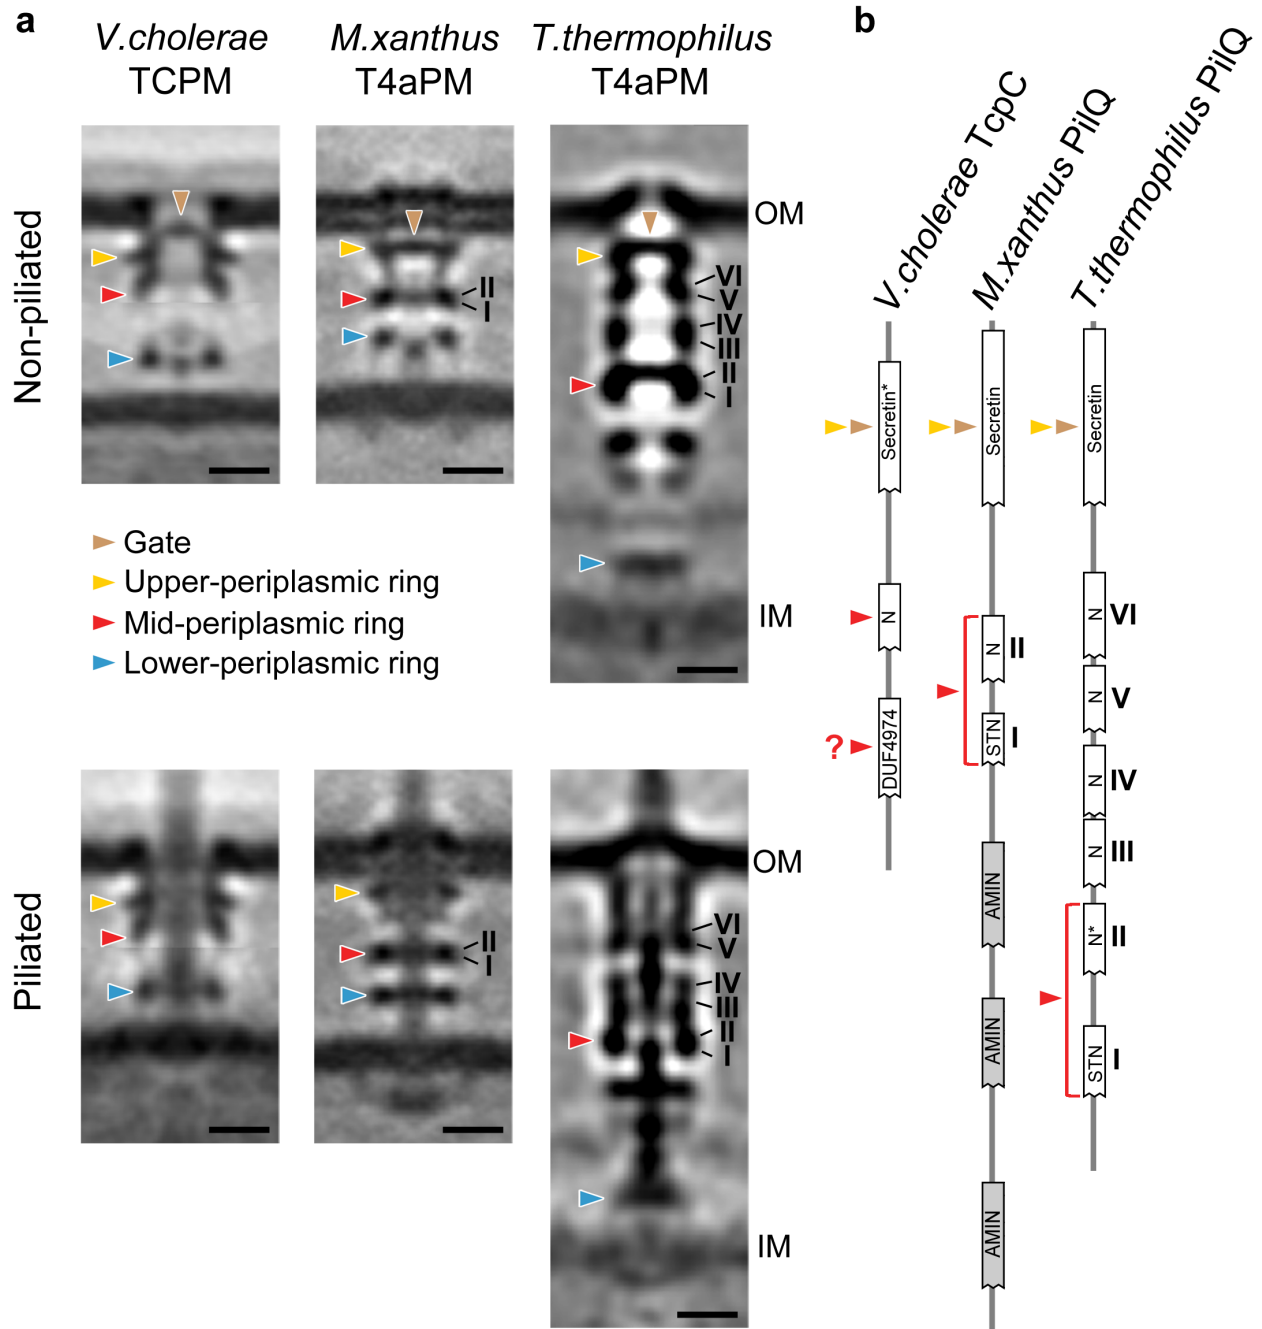 a
V.cholerae
TCPM
M.xanthus
T4aPM
T.thermophilus
T4aPM
Non-piliated
OM
II
I
VI
V
IV
III
II
I
IM
Gate
Upper-periplasmic ring
Mid-periplasmic ring
Lower-periplasmic ring
Piliated
OM
II
I
VI
V
IV
III
II
I
IM
b
V.cholerae TcpC
M.xanthus PilQ
T.thermophilus PilQ
Secretin*
N
?
DUF4974
Secretin
N
II
STN
I
AMIN
AMIN
AMIN
Secretin
N
VI
N
V
N
IV
N
III
N*
II
STN
I